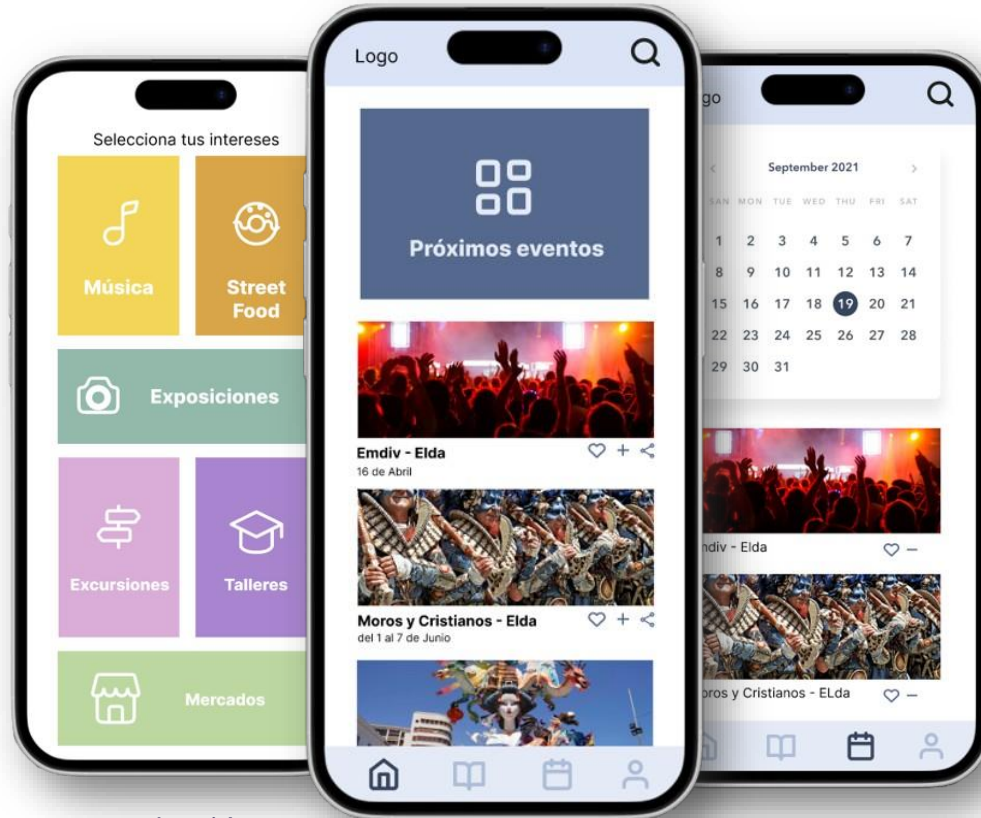 Selecciona tus intereses
Música
Street
Food
Exposiciones
Excursiones
Talleres
Mercados
Logo
Próximos eventos
Emdiv - Elda
16 de Abril
Moros y Cristianos - Elda
del 1 al 7 de Junio
go
September 2021
SAN MON TUE WED THU FRI SAT
1 2 3 4 5 6 7
8 9 10 11 12 13 14
15 16 17 18 19 20 21
22 23 24 25 26 27 28
29 30 31
ndiv - Elda
oros y Cristianos - ELda